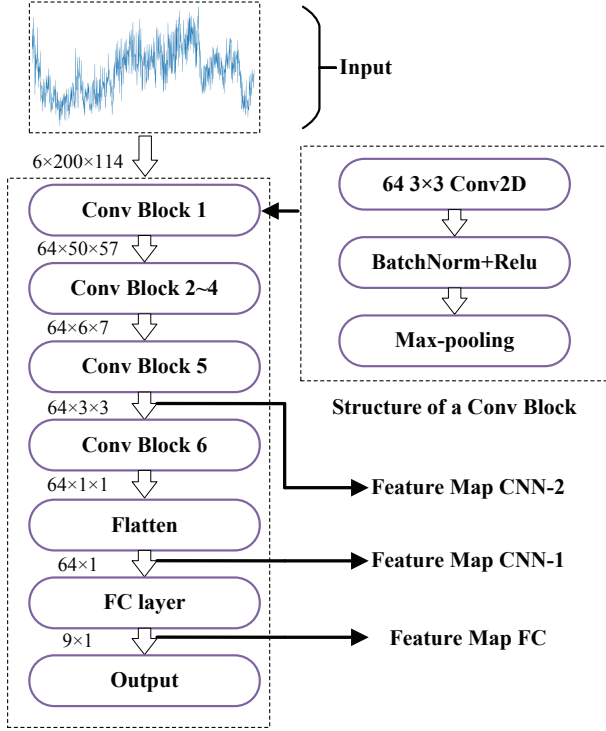 Input
6×200×114
Conv Block 1
64×50×57
Conv Block 2~4
64×6×7
Conv Block 5
64×3×3
Conv Block 6
64×1×1
Flatten
64×1
FC layer
9×1
Output
64 3×3 Conv2D
BatchNorm+Relu
Max-pooling
Structure of a Conv Block
Feature Map CNN-2
Feature Map CNN-1
Feature Map FC